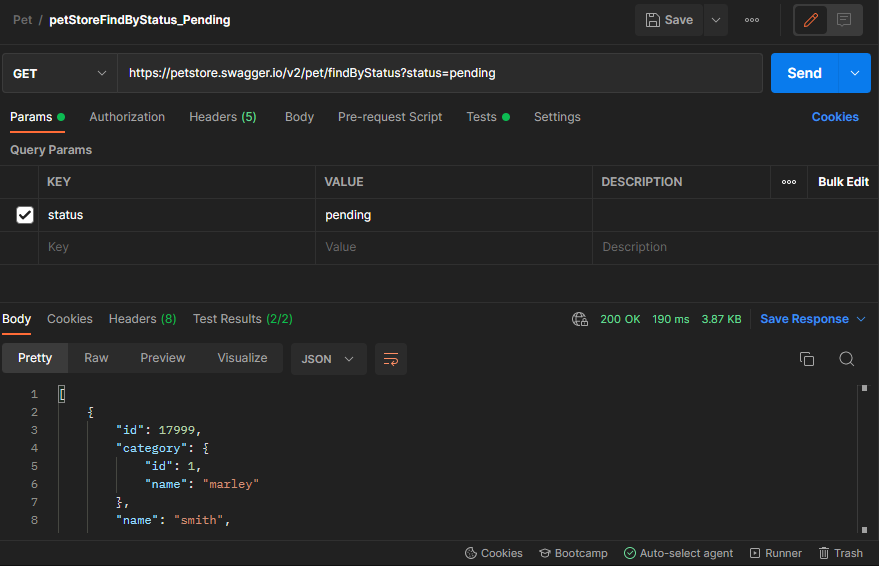 Pet / petStoreFindByStatus_Pending Save
GET https://petstore.swagger.io/v2/pet/findByStatus?status=pending Send
Params Authorization Headers (5) Body Pre-request Script Tests Settings Cookies
Query Params
KEY VALUE DESCRIPTION Bulk Edit
status pending
Key Value Description
Body Cookies Headers (8) Test Results (2/2) 200 OK 190 ms 3.87 KB Save Response
Pretty Raw Preview Visualize JSON
1 [
2 {
3 "id": 17999,
4 "category": {
5 "id": 1,
6 "name": "marley"
7 },
8 "name": "smith",
Cookies Bootcamp Auto-select agent Runner Trash